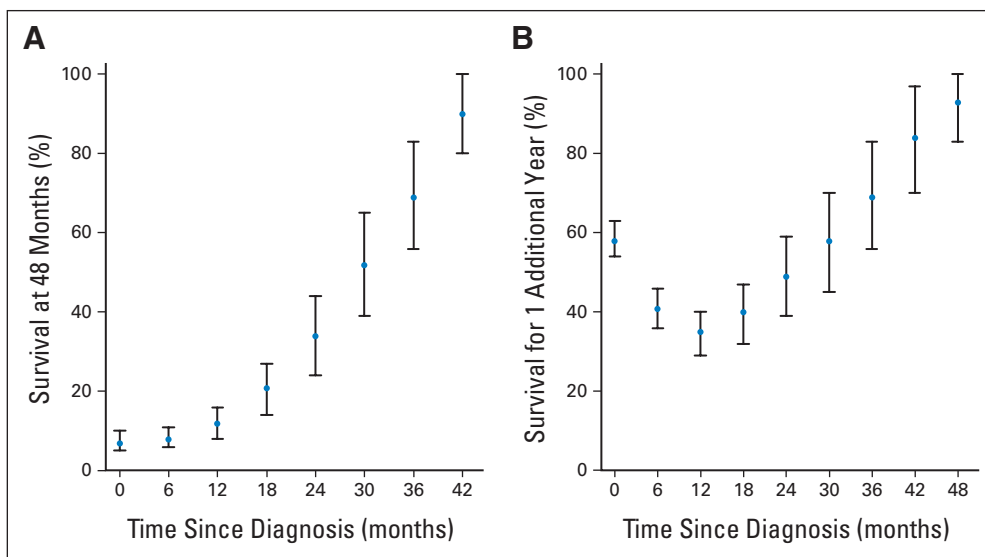 A
Survival at 48 Months (%)
100
80
60
40
20
0
0 6 12 18 24 30 36 42
Time Since Diagnosis (months)
B
Survival for 1 Additional Year (%)
100
80
60
40
20
0
0 6 12 18 24 30 36 42 48
Time Since Diagnosis (months)